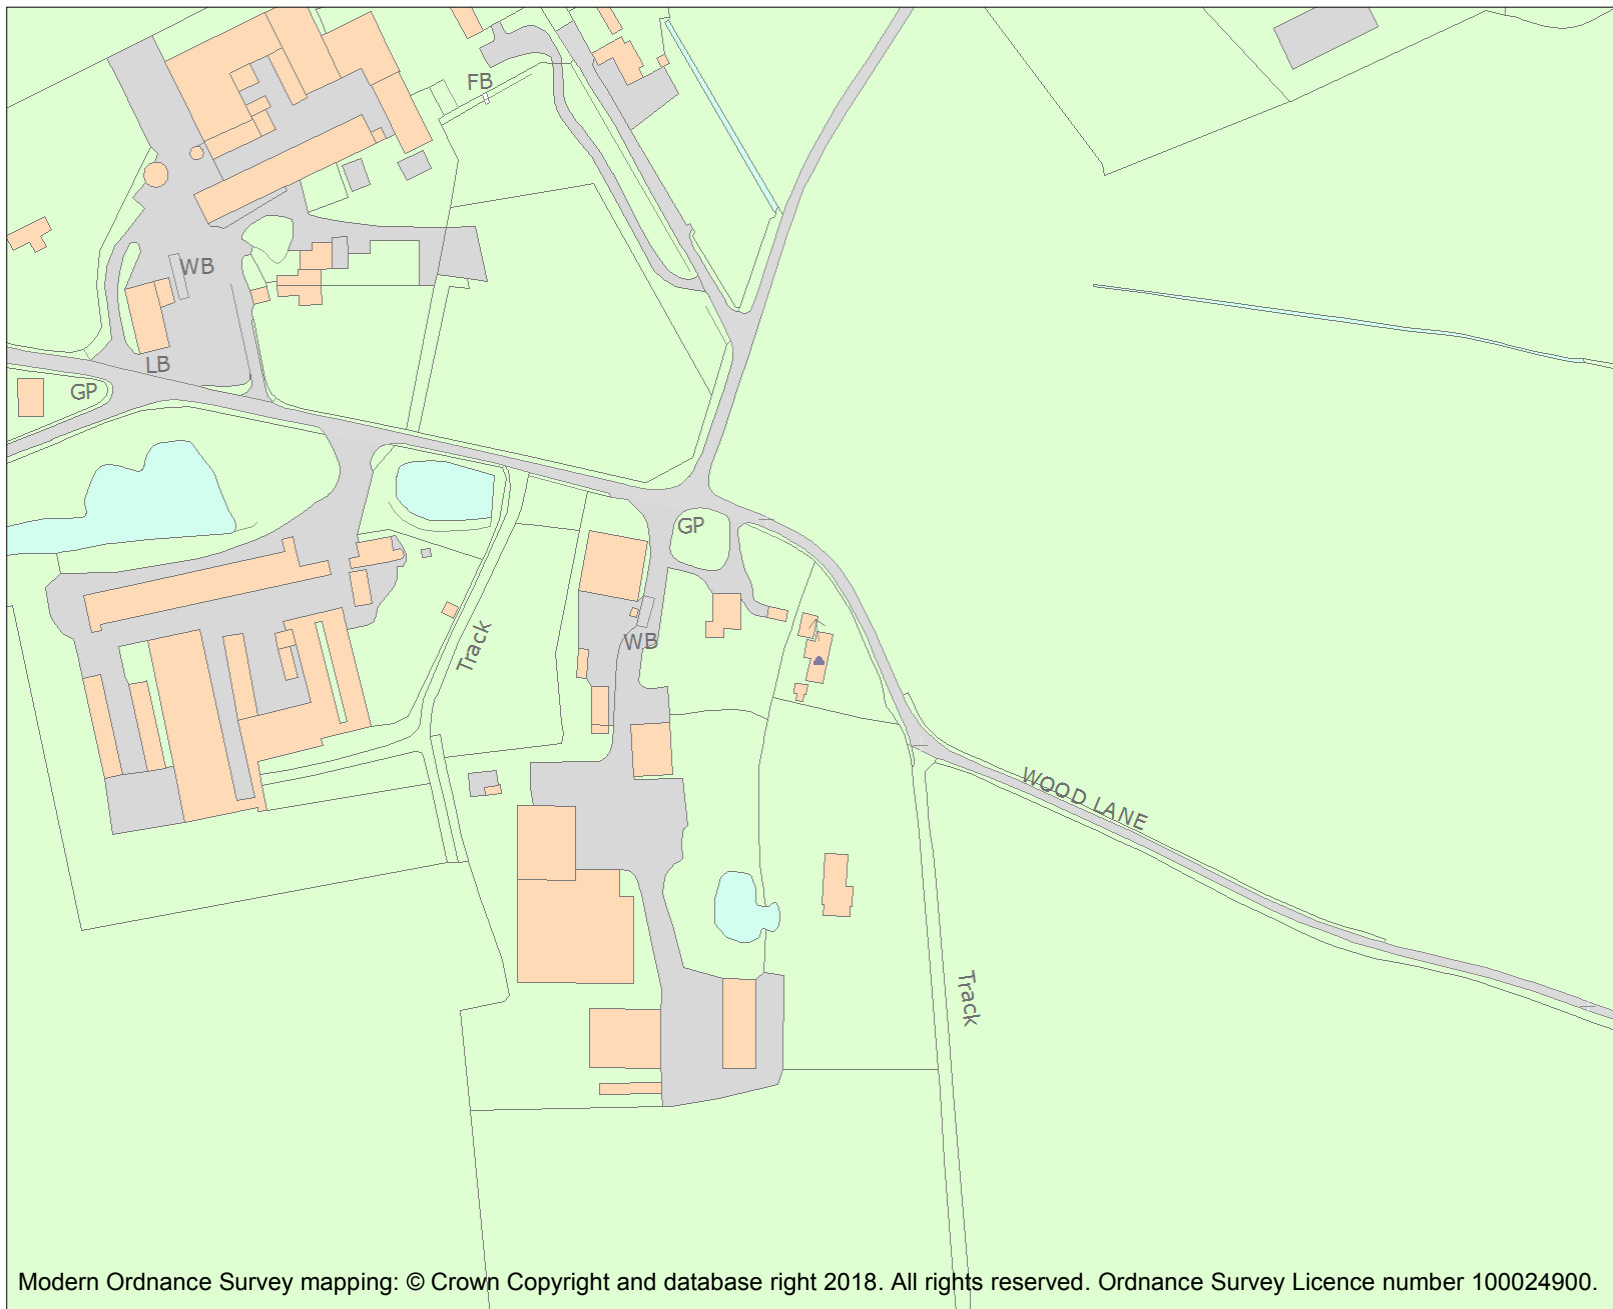 FB
WB
LB
GP
GP
WB
Track
WOOD LANE
Track
Modern Ordnance Survey mapping: © Crown Copyright and database right 2018. All rights reserved. Ordnance Survey Licence number 100024900.